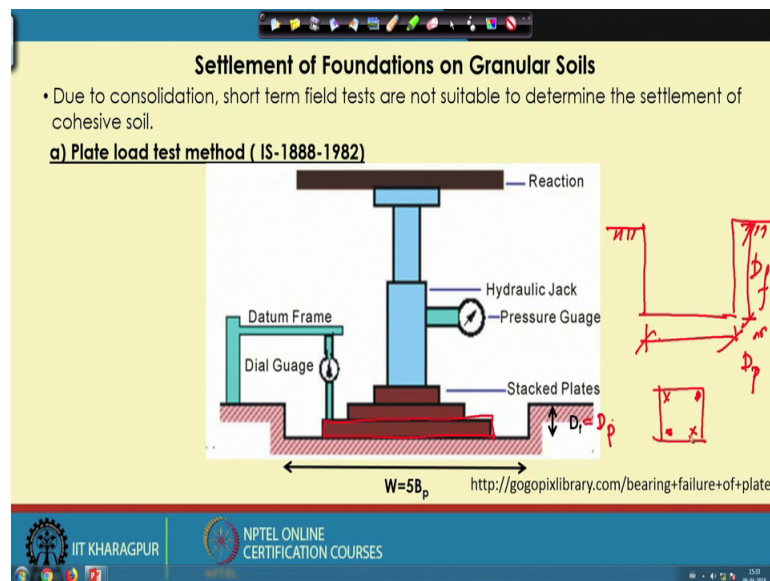 Settlement of Foundations on Granular Soils
• Due to consolidation, short term field tests are not suitable to determine the settlement of
cohesive soil.
a) Plate load test method ( IS-1888-1982)
Reaction
Hydraulic Jack
Pressure Guage
Datum Frame
Dial Guage
Stacked Plates
Df = Dp
Df
or
Dp
W=5Bp
http://gogopixlibrary.com/bearing+failure+of+plate
IIT KHARAGPUR
NPTEL ONLINE
CERTIFICATION COURSES
15:33